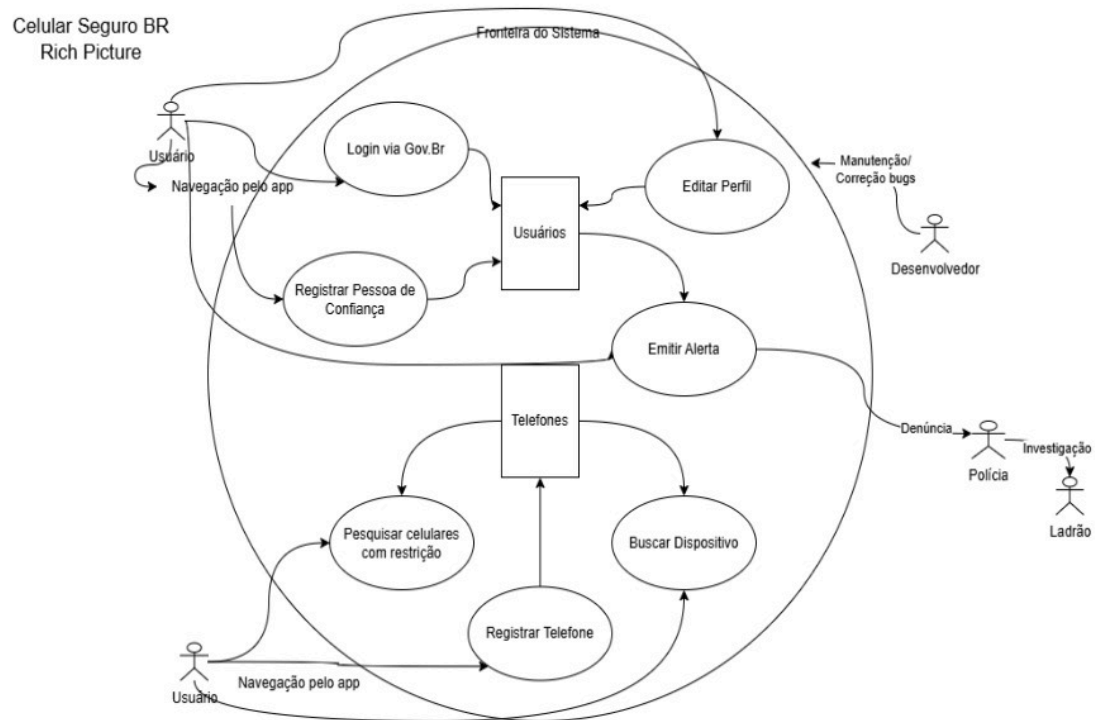 Celular Seguro BR
Rich Picture
Fronteira do Sistema
Usuário
Login via Gov.Br
Navegação pelo app
Editar Perfil
Manutenção/
Correção bugs
Usuários
Desenvolvedor
Registrar Pessoa de
Confiança
Emitir Alerta
Telefones
Denúncia
Polícia
Investigação
Ladrão
Pesquisar celulares
com restrição
Buscar Dispositivo
Registrar Telefone
Usuário
Navegação pelo app